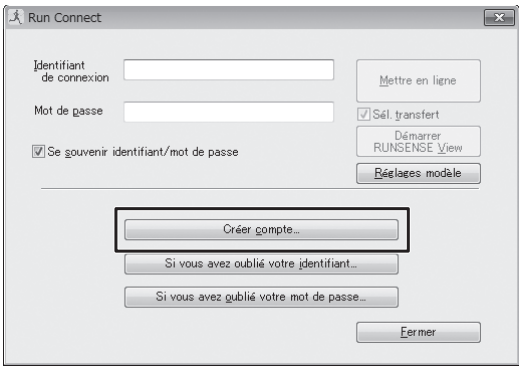 Run Connect
Identifiant
de connexion
Mettre en ligne
Mot de passe
Sél. transfert
Démarrer
RUNSENSE View
Se souvenir identifiant/mot de passe
Réglages modèle
Créer compte...
Si vous avez oublié votre identifiant...
Si vous avez oublié votre mot de passe...
Fermer